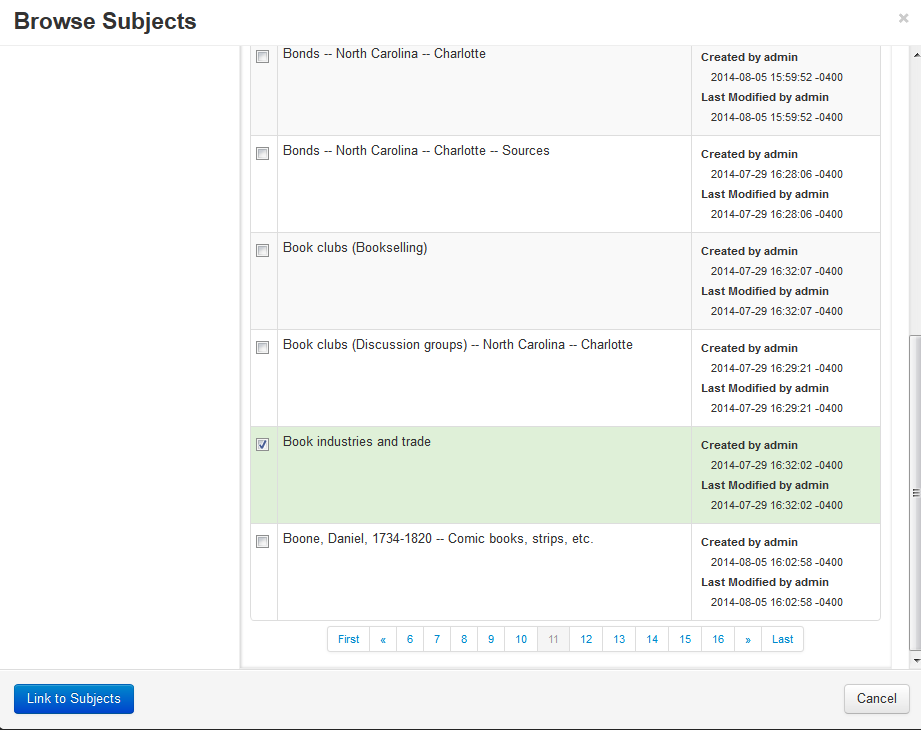 Browse Subjects
×
Bonds -- North Carolina -- Charlotte
Created by admin
2014-08-05 15:59:52 -0400
Last Modified by admin
2014-08-05 15:59:52 -0400
Bonds -- North Carolina -- Charlotte -- Sources
Created by admin
2014-07-29 16:28:06 -0400
Last Modified by admin
2014-07-29 16:28:06 -0400
Book clubs (Bookselling)
Created by admin
2014-07-29 16:32:07 -0400
Last Modified by admin
2014-07-29 16:32:07 -0400
Book clubs (Discussion groups) -- North Carolina -- Charlotte
Created by admin
2014-07-29 16:29:21 -0400
Last Modified by admin
2014-07-29 16:29:21 -0400
Book industries and trade
Created by admin
2014-07-29 16:32:02 -0400
Last Modified by admin
2014-07-29 16:32:02 -0400
Boone, Daniel, 1734-1820 -- Comic books, strips, etc.
Created by admin
2014-08-05 16:02:58 -0400
Last Modified by admin
2014-08-05 16:02:58 -0400
First « 6 7 8 9 10 11 12 13 14 15 16 » Last
Link to Subjects Cancel